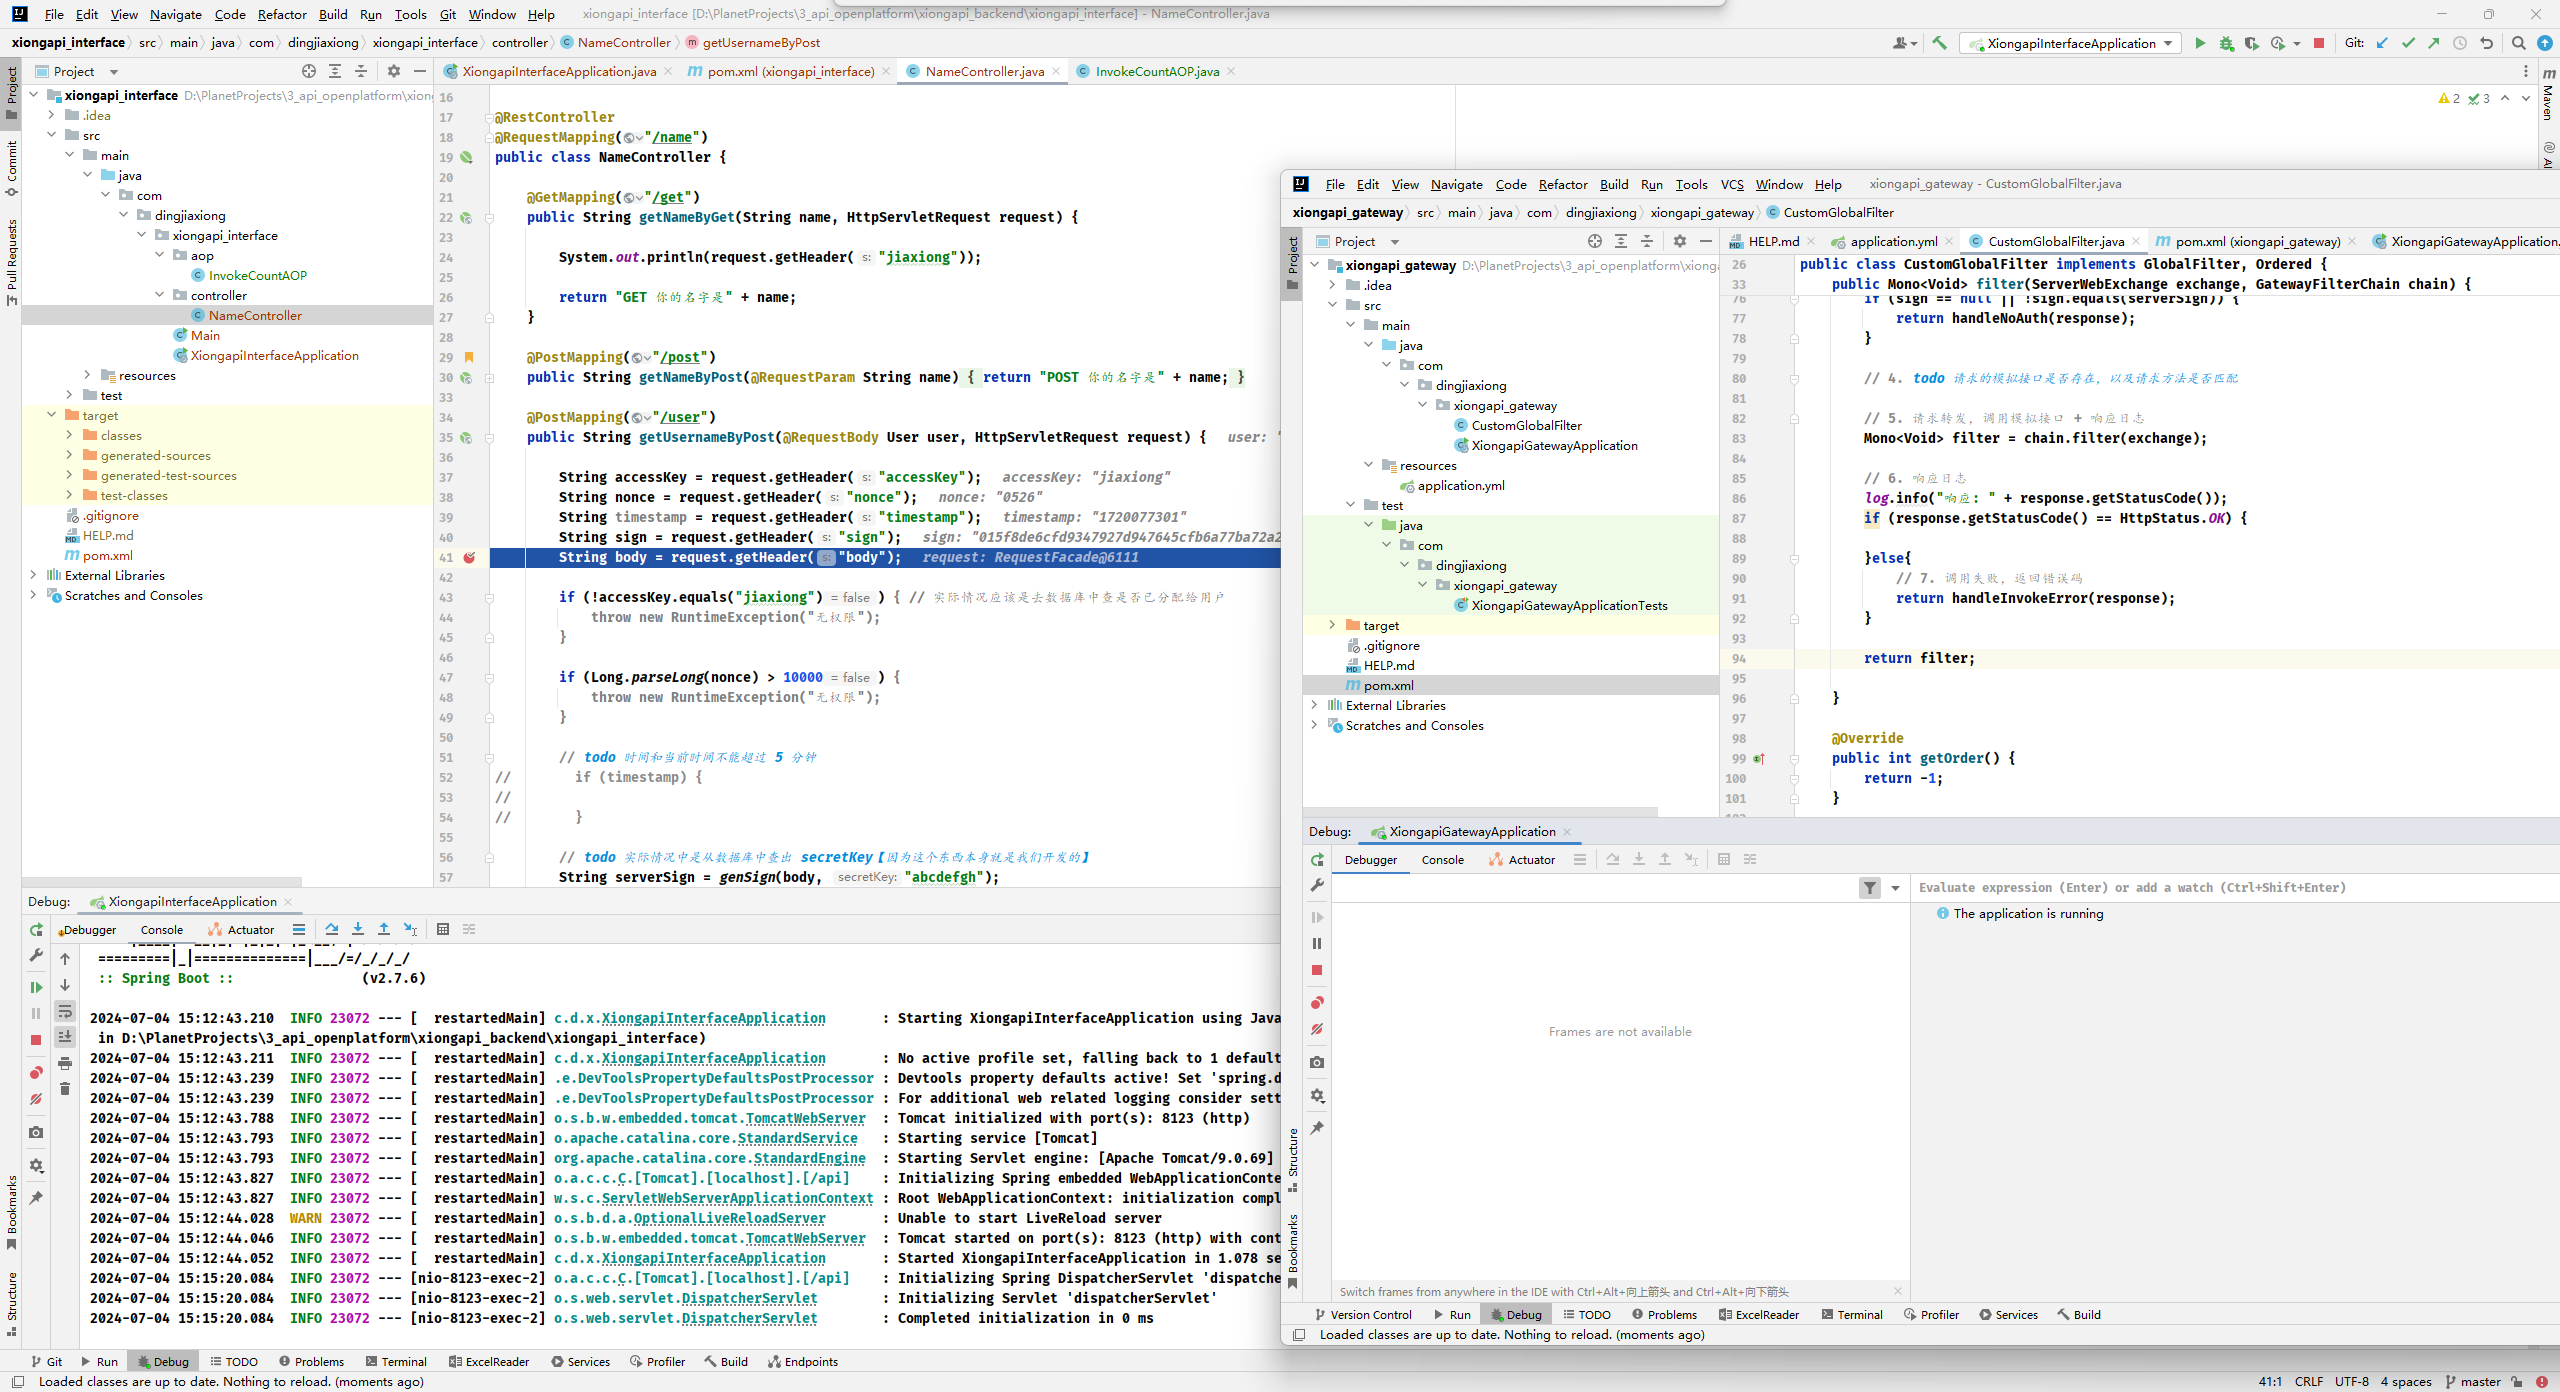 File Edit View Navigate Code Refactor Build Run Tools Git Window Help xiongapi_interface [D:\PlanetProjects\3_api_openplatform\xiongapi_backend\xiongapi_interface] - NameController.java
xiongapi_interface src main java com dingjiaxiong xiongapi_interface controller NameController getUsernameByPost XiongapiInterfaceApplication Git:
Project XiongapiInterfaceApplication.java pom.xml (xiongapi_interface) NameController.java InvokeCountAOP.java
Project
Commit
Pull Requests
Bookmarks
Structure
Maven
xiongapi_interface D:\PlanetProjects\3_api_openplatform\xiong
.idea
src
main
java
com
dingjiaxiong
xiongapi_interface
aop
InvokeCountAOP
controller
NameController
Main
XiongapiInterfaceApplication
resources
test
target
classes
generated-sources
generated-test-sources
test-classes
.gitignore
HELP.md
pom.xml
External Libraries
Scratches and Consoles
2 3
16
17 @RestController
18 @RequestMapping("/name")
19 public class NameController {
20
21 @GetMapping("/get")
22 public String getNameByGet(String name, HttpServletRequest request) {
23
24 System.out.println(request.getHeader( s: "jiaxiong"));
25
26 return "GET 你的名字是" + name;
27 }
28
29 @PostMapping("/post")
30 public String getNameByPost(@RequestParam String name) { return "POST 你的名字是" + name; }
33
34 @PostMapping("/user")
35 public String getUsernameByPost(@RequestBody User user, HttpServletRequest request) { user: "
36
37 String accessKey = request.getHeader( s: "accessKey"); accessKey: "jiaxiong"
38 String nonce = request.getHeader( s: "nonce"); nonce: "0526"
39 String timestamp = request.getHeader( s: "timestamp"); timestamp: "1720077301"
40 String sign = request.getHeader( s: "sign"); sign: "015f8de6cfd9347927d947645cfb6a77ba72a2
41 String body = request.getHeader( s: "body"); request: RequestFacade@6111
42
43 if (!accessKey.equals("jiaxiong") = false ) { // 实际情况应该是去数据库中查是否已分配给用户
44 throw new RuntimeException("无权限");
45 }
46
47 if (Long.parseLong(nonce) > 10000 = false ) {
48 throw new RuntimeException("无权限");
49 }
50
51 // todo 时间和当前时间不能超过 5 分钟
52 // if (timestamp) {
53 //
54 // }
55
56 // todo 实际情况中是从数据库中查出 secretKey【因为这个东西本身就是我们开发的】
57 String serverSign = genSign(body, secretKey: "abcdefgh");
Debug: XiongapiInterfaceApplication
Debugger Console Actuator
=========|_|==============|___/=/_/_/_/
:: Spring Boot :: (v2.7.6)
2024-07-04 15:12:43.210 INFO 23072 --- [ restartedMain] c.d.x.XiongapiInterfaceApplication : Starting XiongapiInterfaceApplication using Java
in D:\PlanetProjects\3_api_openplatform\xiongapi_backend\xiongapi_interface)
2024-07-04 15:12:43.211 INFO 23072 --- [ restartedMain] c.d.x.XiongapiInterfaceApplication : No active profile set, falling back to 1 default
2024-07-04 15:12:43.239 INFO 23072 --- [ restartedMain] .e.DevToolsPropertyDefaultsPostProcessor : Devtools property defaults active! Set 'spring.d
2024-07-04 15:12:43.239 INFO 23072 --- [ restartedMain] .e.DevToolsPropertyDefaultsPostProcessor : For additional web related logging consider sett
2024-07-04 15:12:43.788 INFO 23072 --- [ restartedMain] o.s.b.w.embedded.tomcat.TomcatWebServer : Tomcat initialized with port(s): 8123 (http)
2024-07-04 15:12:43.793 INFO 23072 --- [ restartedMain] o.apache.catalina.core.StandardService : Starting service [Tomcat]
2024-07-04 15:12:43.793 INFO 23072 --- [ restartedMain] org.apache.catalina.core.StandardEngine : Starting Servlet engine: [Apache Tomcat/9.0.69]
2024-07-04 15:12:43.827 INFO 23072 --- [ restartedMain] o.a.c.c.C.[Tomcat].[localhost].[/api] : Initializing Spring embedded WebApplicationConte
2024-07-04 15:12:43.827 INFO 23072 --- [ restartedMain] w.s.c.ServletWebServerApplicationContext : Root WebApplicationContext: initialization compl
2024-07-04 15:12:44.028 WARN 23072 --- [ restartedMain] o.s.b.d.a.OptionalLiveReloadServer : Unable to start LiveReload server
2024-07-04 15:12:44.046 INFO 23072 --- [ restartedMain] o.s.b.w.embedded.tomcat.TomcatWebServer : Tomcat started on port(s): 8123 (http) with cont
2024-07-04 15:12:44.052 INFO 23072 --- [ restartedMain] c.d.x.XiongapiInterfaceApplication : Started XiongapiInterfaceApplication in 1.078 se
2024-07-04 15:15:20.084 INFO 23072 --- [nio-8123-exec-2] o.a.c.c.C.[Tomcat].[localhost].[/api] : Initializing Spring DispatcherServlet 'dispatche
2024-07-04 15:15:20.084 INFO 23072 --- [nio-8123-exec-2] o.s.web.servlet.DispatcherServlet : Initializing Servlet 'dispatcherServlet'
2024-07-04 15:15:20.084 INFO 23072 --- [nio-8123-exec-2] o.s.web.servlet.DispatcherServlet : Completed initialization in 0 ms
Git Run Debug TODO Problems Terminal ExcelReader Services Profiler Build Endpoints
Loaded classes are up to date. Nothing to reload. (moments ago) 41:1 CRLF UTF-8 4 spaces master
File Edit View Navigate Code Refactor Build Run Tools VCS Window Help xiongapi_gateway - CustomGlobalFilter.java
xiongapi_gateway src main java com dingjiaxiong xiongapi_gateway CustomGlobalFilter
Project HELP.md application.yml CustomGlobalFilter.java pom.xml (xiongapi_gateway) XiongapiGatewayApplication.
Project
Structure
Bookmarks
xiongapi_gateway D:\PlanetProjects\3_api_openplatform\xiong
.idea
src
main
java
com
dingjiaxiong
xiongapi_gateway
CustomGlobalFilter
XiongapiGatewayApplication
resources
application.yml
test
java
com
dingjiaxiong
xiongapi_gateway
XiongapiGatewayApplicationTests
target
.gitignore
HELP.md
pom.xml
External Libraries
Scratches and Consoles
26 public class CustomGlobalFilter implements GlobalFilter, Ordered {
33 public Mono<Void> filter(ServerWebExchange exchange, GatewayFilterChain chain) {
76 if (sign == null || !sign.equals(serverSign)) {
77 return handleNoAuth(response);
78 }
79
80 // 4. todo 请求的模拟接口是否存在，以及请求方法是否匹配
81
82 // 5. 请求转发，调用模拟接口 + 响应日志
83 Mono<Void> filter = chain.filter(exchange);
84
85 // 6. 响应日志
86 log.info("响应: " + response.getStatusCode());
87 if (response.getStatusCode() == HttpStatus.OK) {
88
89 }else{
90 // 7. 调用失败，返回错误码
91 return handleInvokeError(response);
92 }
93
94 return filter;
95
96 }
97
98 @Override
99 public int getOrder() {
100 return -1;
101 }
Debug: XiongapiGatewayApplication
Debugger Console Actuator
Evaluate expression (Enter) or add a watch (Ctrl+Shift+Enter)
The application is running
Frames are not available
Switch frames from anywhere in the IDE with Ctrl+Alt+向上箭头 and Ctrl+Alt+向下箭头
Version Control Run Debug TODO Problems ExcelReader Terminal Profiler Services Build
Loaded classes are up to date. Nothing to reload. (moments ago)